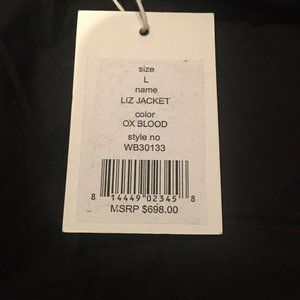 size
L
name
LIZ JACKET
color
OX BLOOD
style no
WB30133
8 14449 02345 8
MSRP $698.00